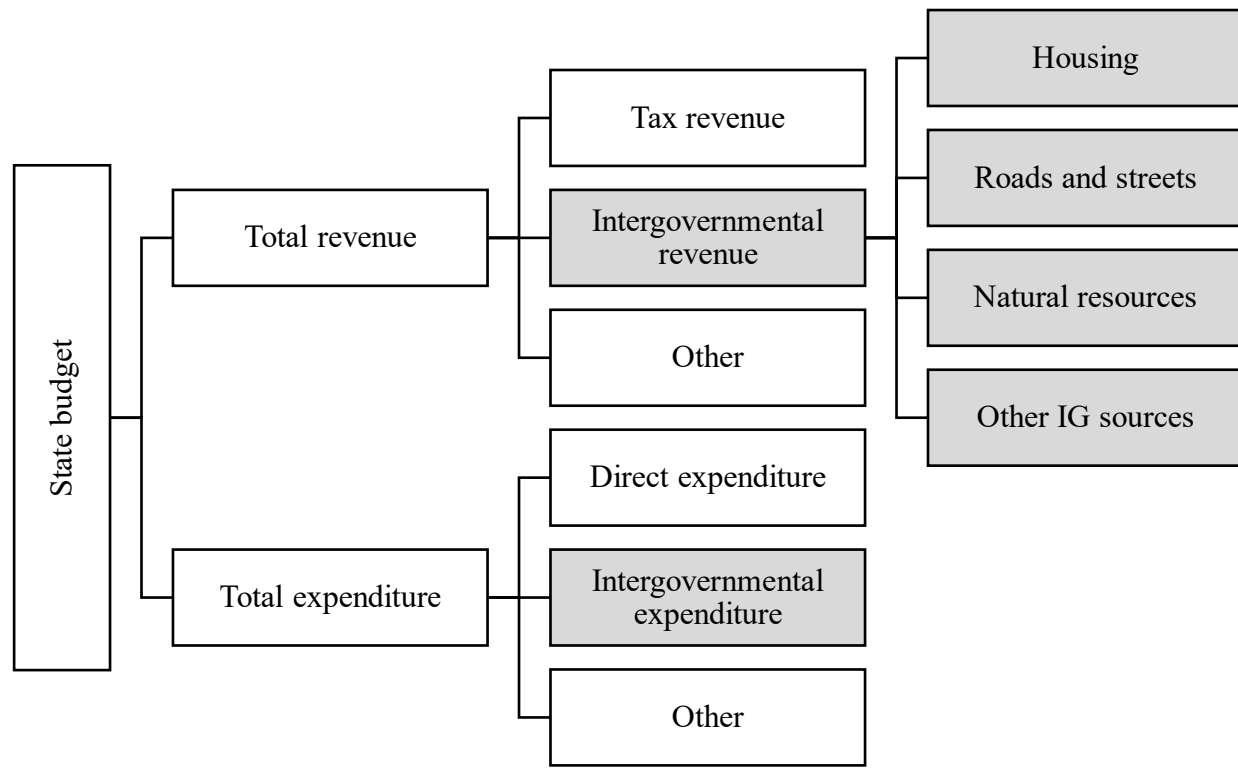 State budget
Total revenue
Tax revenue
Intergovernmental
revenue
Other
Housing
Roads and streets
Natural resources
Other IG sources
Total expenditure
Direct expenditure
Intergovernmental
expenditure
Other